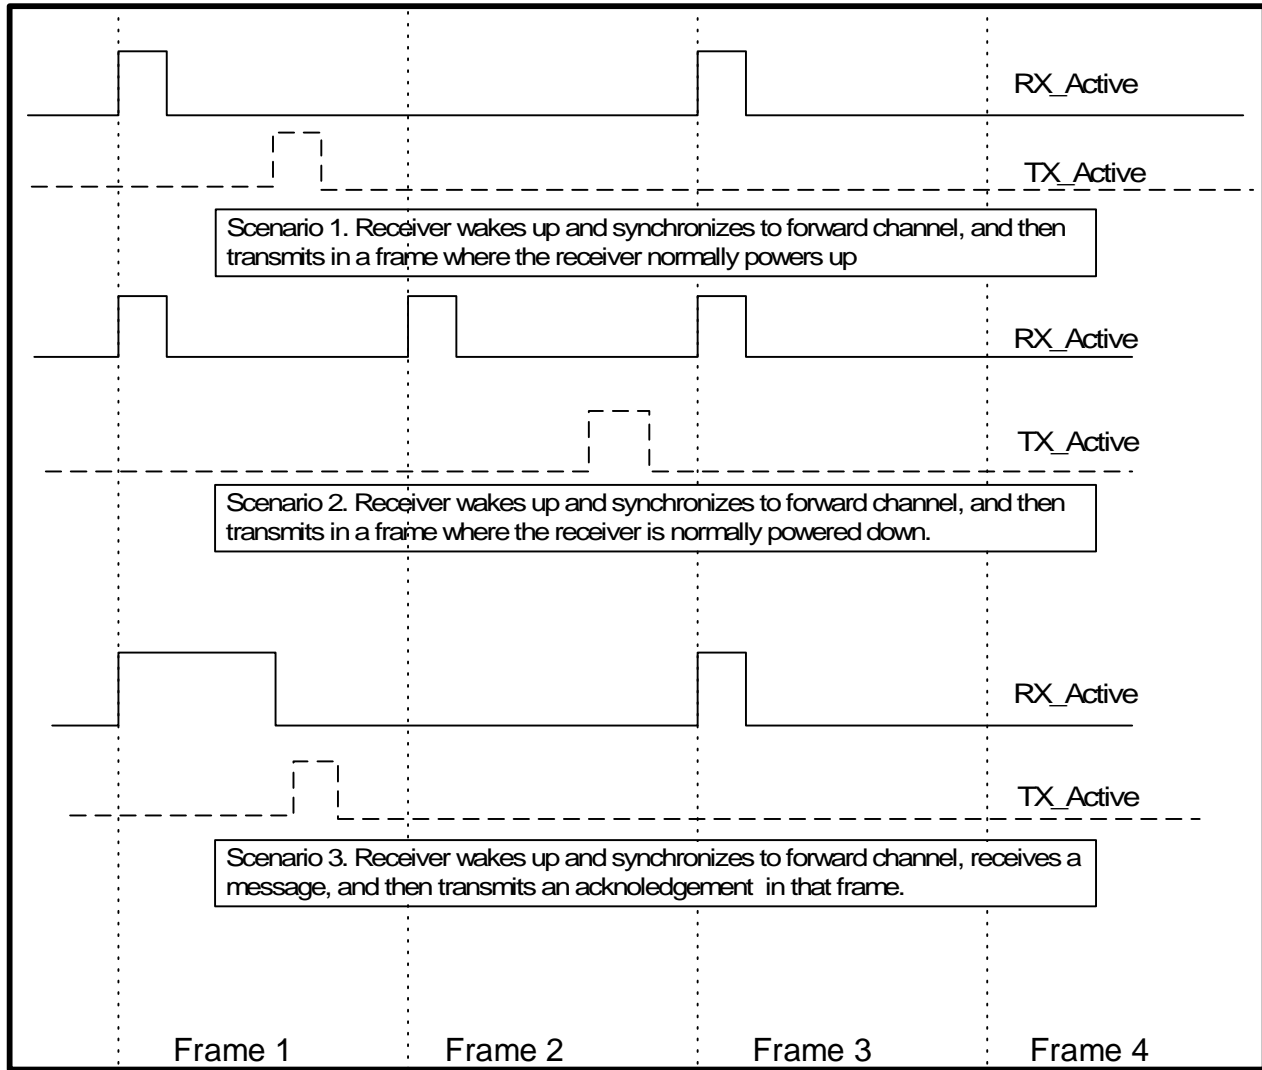 RX_Active
TX_Active
Scenario 1. Receiver wakes up and synchronizes to forward channel, and then
transmits in a frame where the receiver normally powers up
RX_Active
TX_Active
Scenario 2. Receiver wakes up and synchronizes to forward channel, and then
transmits in a frame where the receiver is normally powered down.
RX_Active
TX_Active
Scenario 3. Receiver wakes up and synchronizes to forward channel, receives a
message, and then transmits an acknoledgement in that frame.
Frame 1 Frame 2 Frame 3 Frame 4